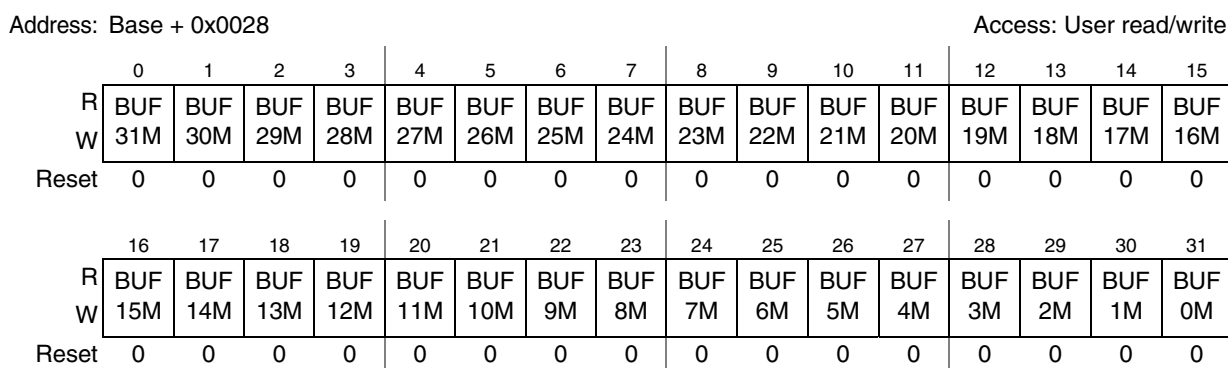 Address: Base + 0x0028 Access: User read/write
0 1 2 3 4 5 6 7 8 9 10 11 12 13 14 15
R BUF BUF BUF BUF BUF BUF BUF BUF BUF BUF BUF BUF BUF BUF BUF BUF
W 31M 30M 29M 28M 27M 26M 25M 24M 23M 22M 21M 20M 19M 18M 17M 16M
Reset 0 0 0 0 0 0 0 0 0 0 0 0 0 0 0 0
16 17 18 19 20 21 22 23 24 25 26 27 28 29 30 31
R BUF BUF BUF BUF BUF BUF BUF BUF BUF BUF BUF BUF BUF BUF BUF BUF
W 15M 14M 13M 12M 11M 10M 9M 8M 7M 6M 5M 4M 3M 2M 1M 0M
Reset 0 0 0 0 0 0 0 0 0 0 0 0 0 0 0 0